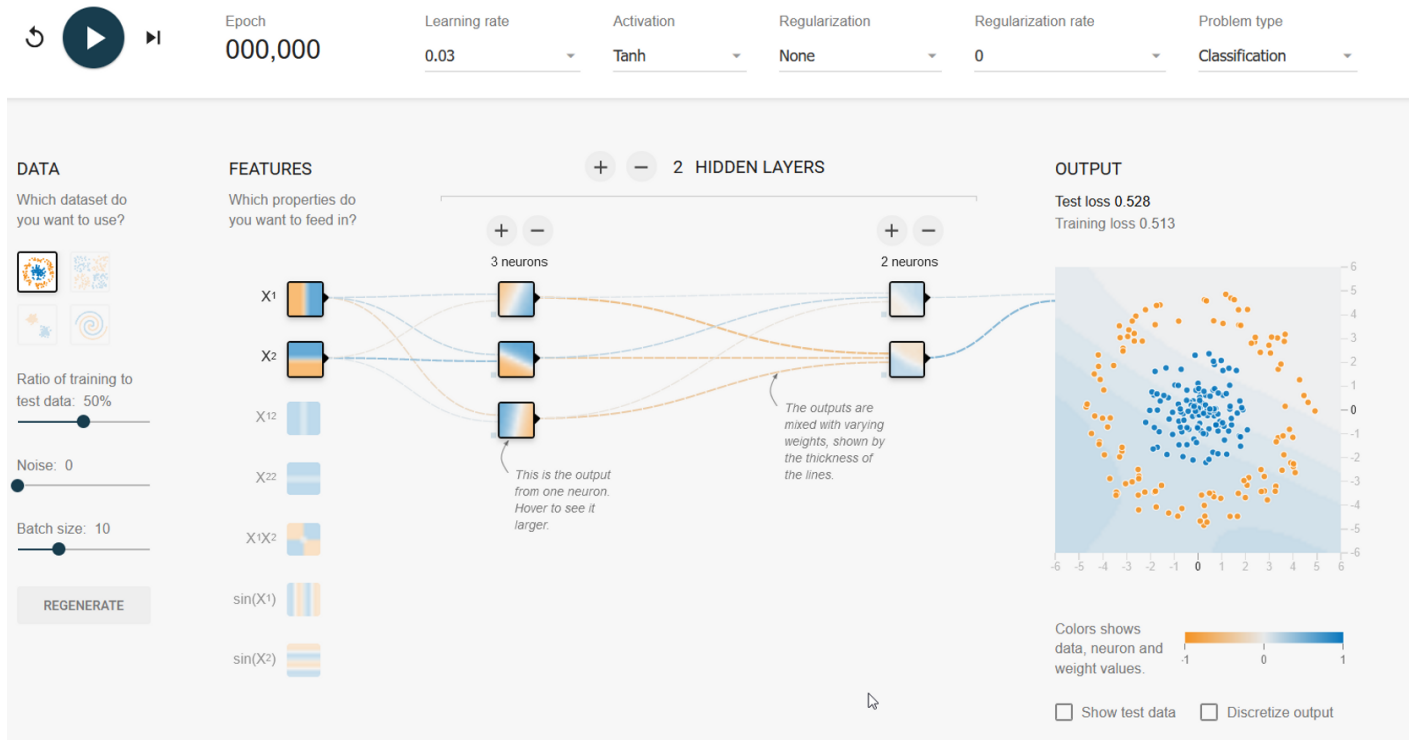 Epoch
000,000
Learning rate
0.03
Activation
Tanh
Regularization
None
Regularization rate
0
Problem type
Classification
DATA
Which dataset do
you want to use?
Ratio of training to
test data: 50%
Noise: 0
Batch size: 10
REGENERATE
FEATURES
Which properties do
you want to feed in?
X1
X2
X12
X22
X1X2
sin(X1)
sin(X2)
+ − 2 HIDDEN LAYERS
+ −
3 neurons
+ −
2 neurons
This is the output
from one neuron.
Hover to see it
larger.
The outputs are
mixed with varying
weights, shown by
the thickness of
the lines.
OUTPUT
Test loss 0.528
Training loss 0.513
6
5
4
3
2
1
0
-1
-2
-3
-4
-5
-6
-6 -5 -4 -3 -2 -1 0 1 2 3 4 5 6
Colors shows
data, neuron and
weight values.
-1 0 1
Show test data
Discretize output